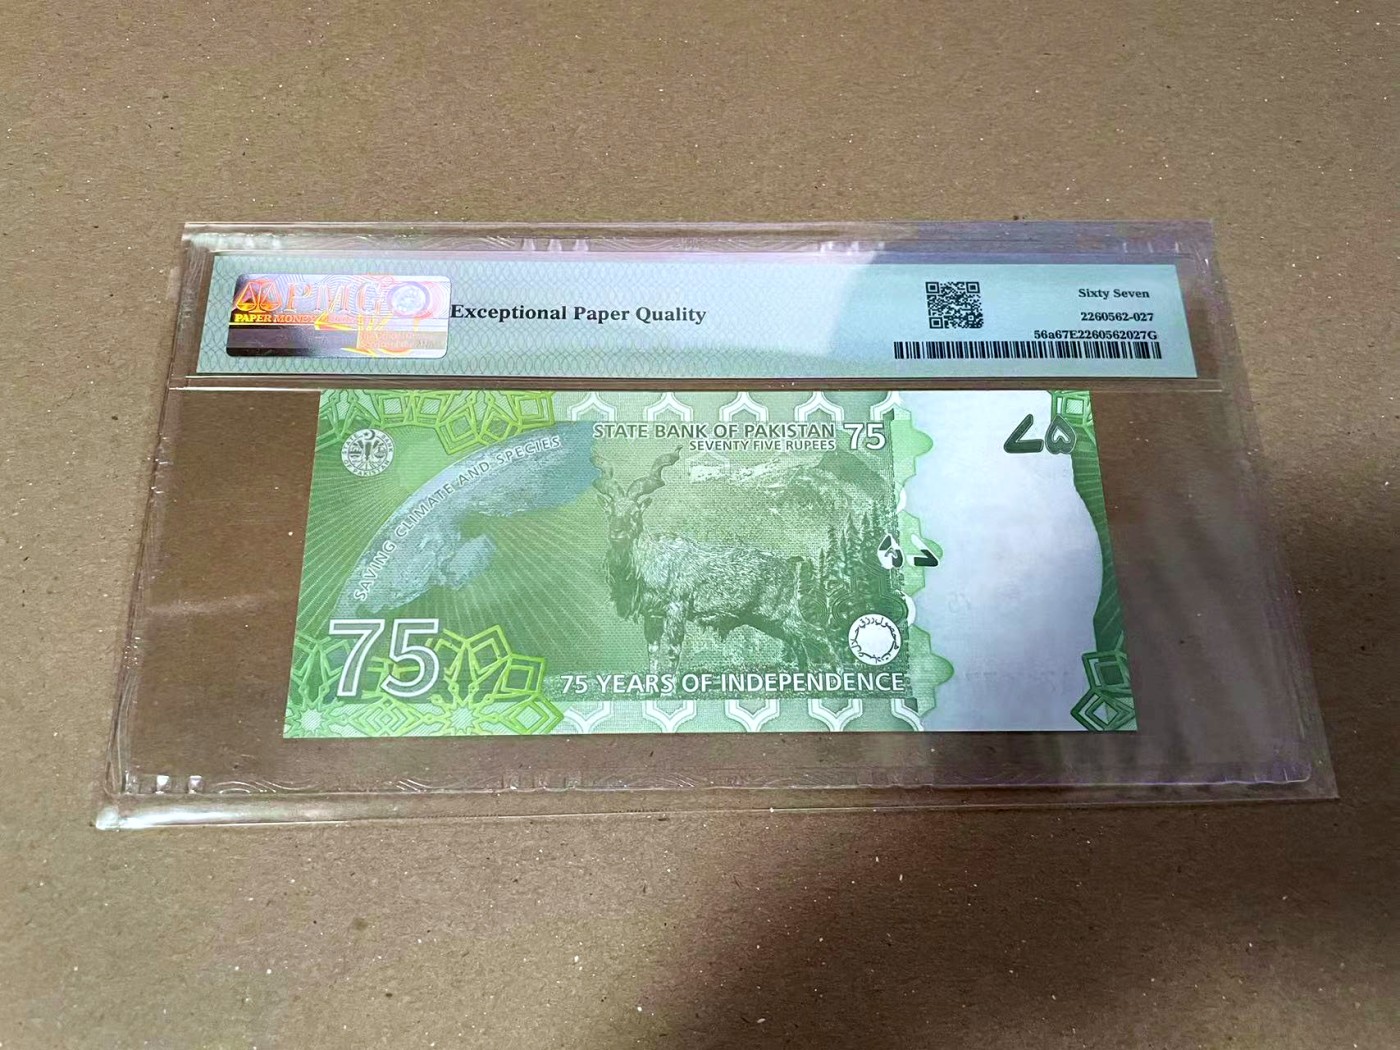 PMG
PAPER MONEY
Exceptional Paper Quality
Sixty Seven
2260562-027
56a67E2260562027G
STATE BANK OF PAKISTAN 75
SEVENTY FIVE RUPEES
۷۵
SAVING CLIMATE AND SPECIES
75
75 YEARS OF INDEPENDENCE